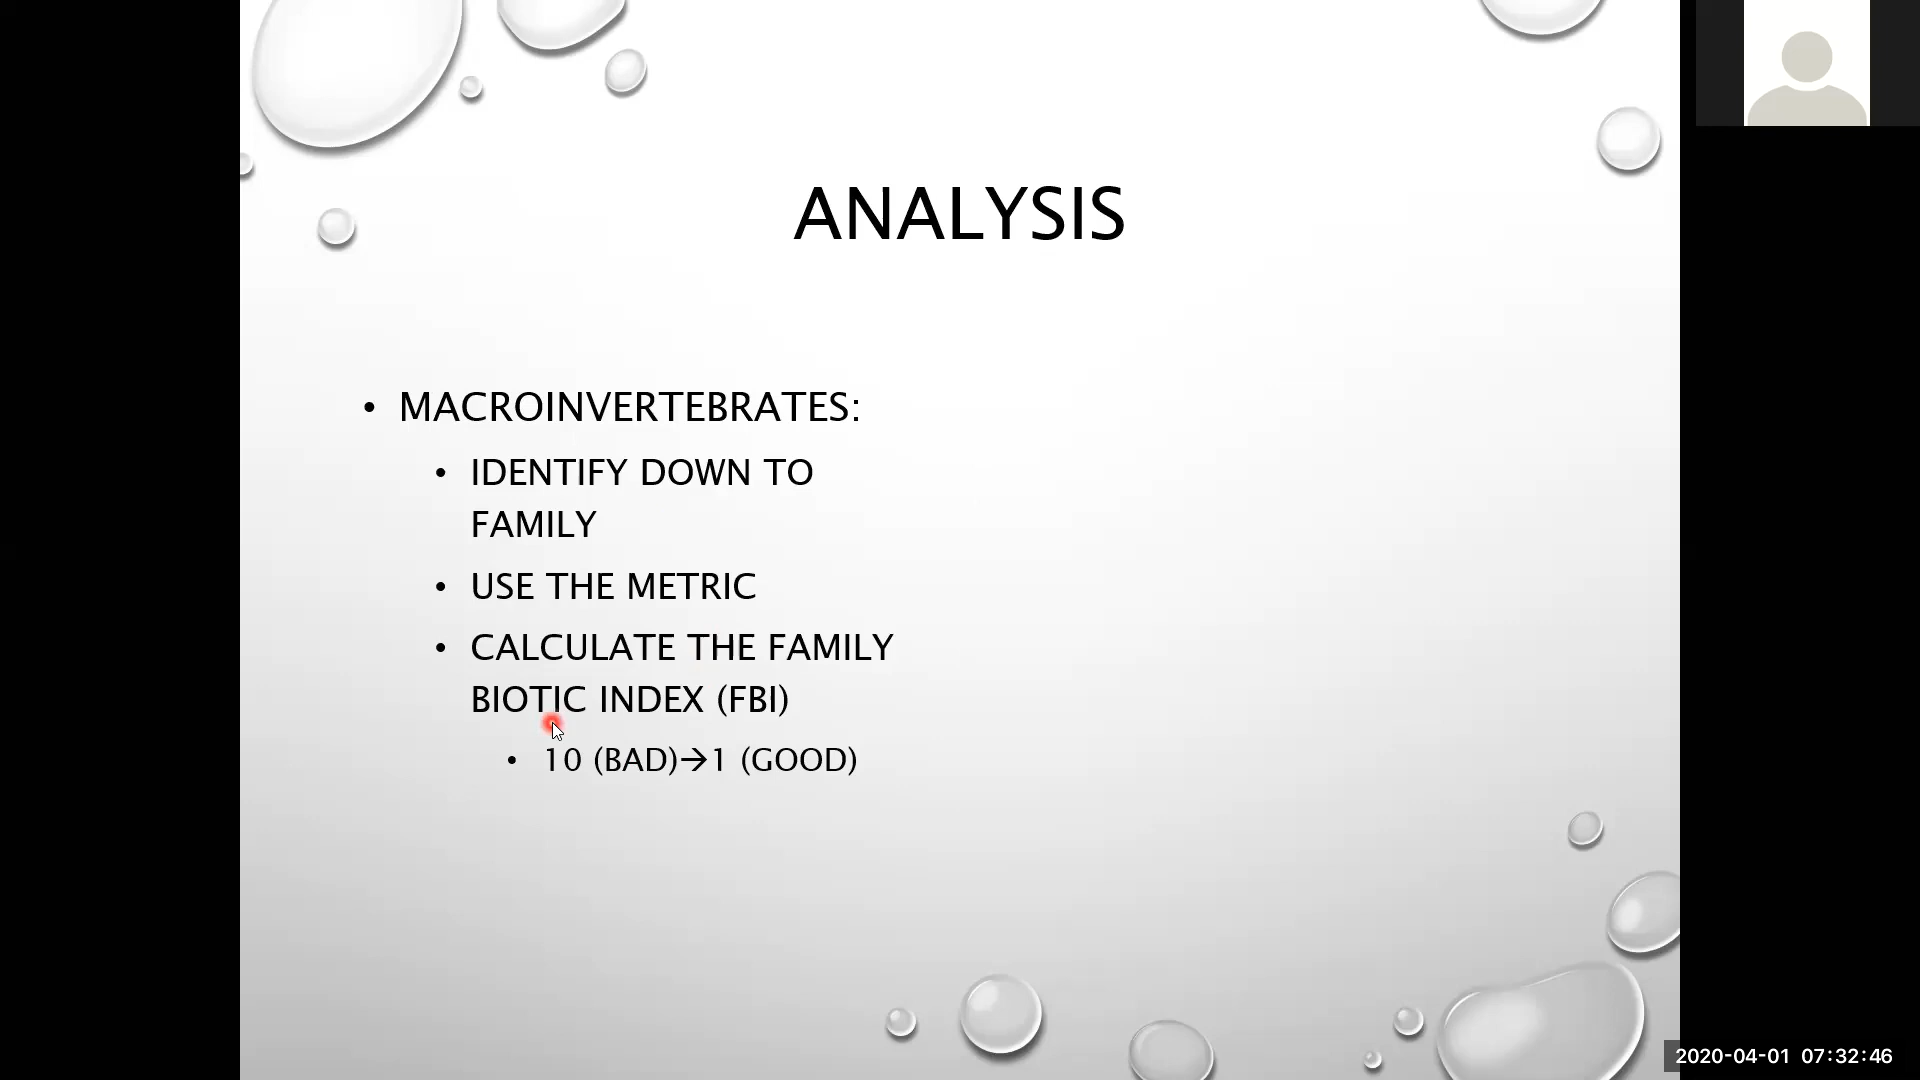 ANALYSIS
• MACROINVERTEBRATES:
• IDENTIFY DOWN TO
FAMILY
• USE THE METRIC
• CALCULATE THE FAMILY
BIOTIC INDEX (FBI)
• 10 (BAD)→1 (GOOD)
2020-04-01 07:32:46